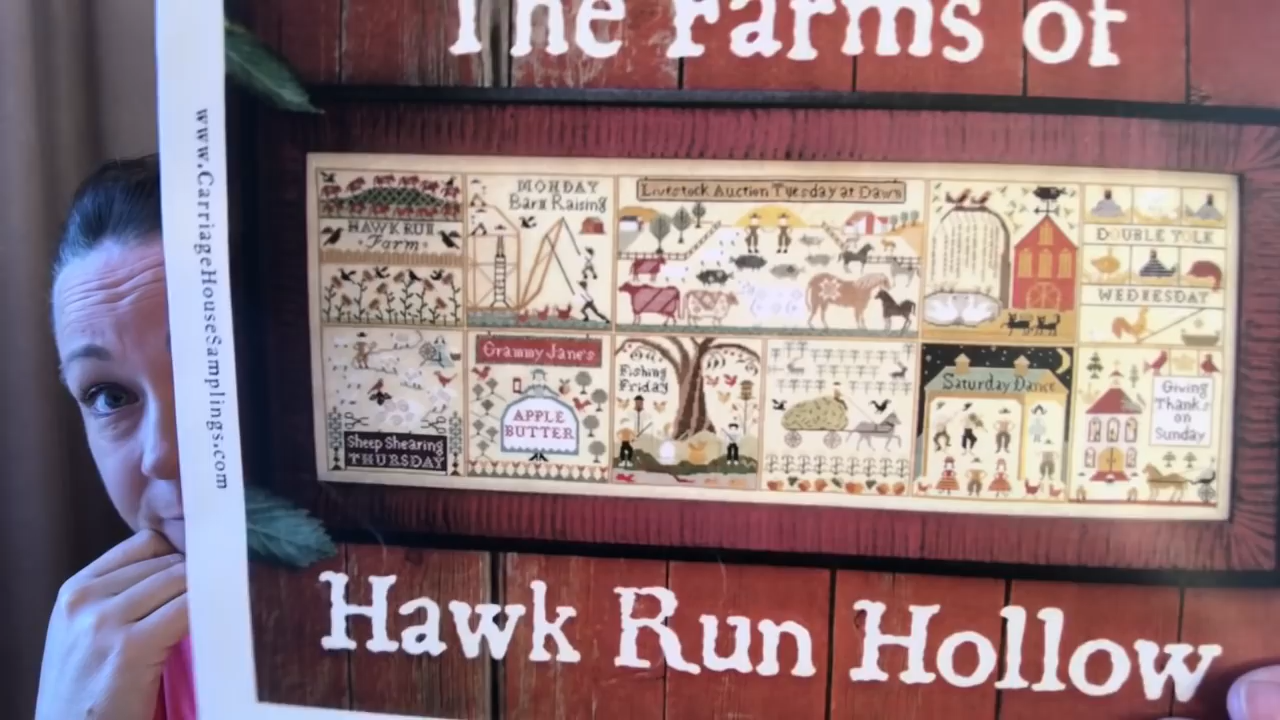 The Farms of
www.CarriageHouseSamplings.com
HAWK RUN
Farm
MONDAY
Barn Raising
Livestock Auction Tuesday at Dawn
DOUBLE YOLK
WEDNESDAY
Sheep Shearing
THURSDAY
Grammy Jane's
APPLE
BUTTER
Fishing
Friday
Saturday Dance
Giving
Thanks
on
Sunday
Hawk Run Hollow